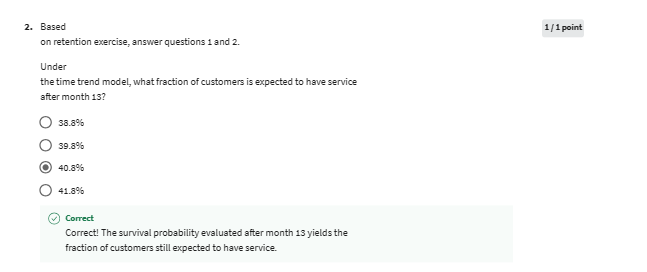 2. Based
1 / 1 point
on retention exercise, answer questions 1 and 2.
Under
the time trend model, what fraction of customers is expected to have service
after month 13?
38.8%
39.8%
40.8%
41.8%
Correct
Correct! The survival probability evaluated after month 13 yields the
fraction of customers still expected to have service.